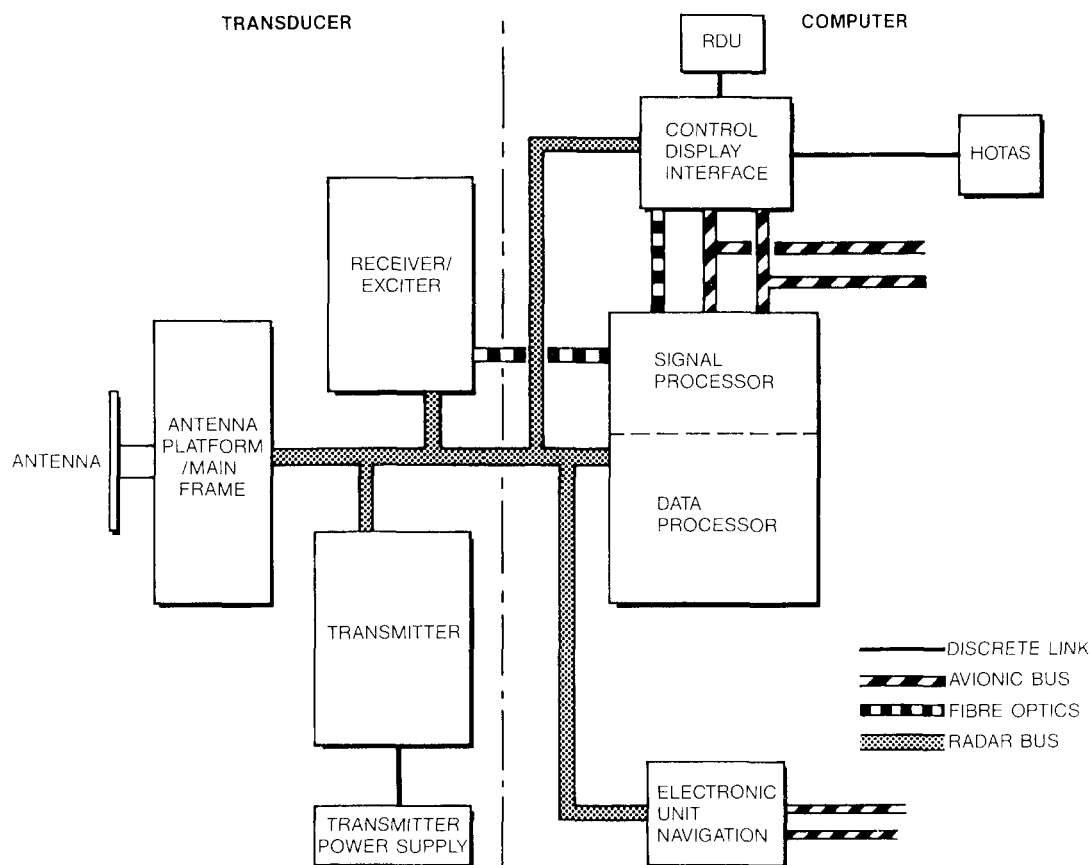 TRANSDUCER
COMPUTER
RDU
CONTROL
DISPLAY
INTERFACE
HOTAS
RECEIVER/
EXCITER
SIGNAL
PROCESSOR
ANTENNA
ANTENNA
PLATFORM
/MAIN
FRAME
DATA
PROCESSOR
TRANSMITTER
DISCRETE LINK
AVIONIC BUS
FIBRE OPTICS
RADAR BUS
TRANSMITTER
POWER SUPPLY
ELECTRONIC
UNIT
NAVIGATION